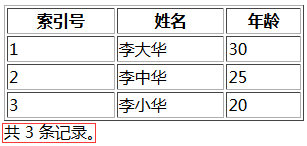 索引号 姓名 年龄
1 李大华 30
2 李中华 25
3 李小华 20
共 3 条记录。